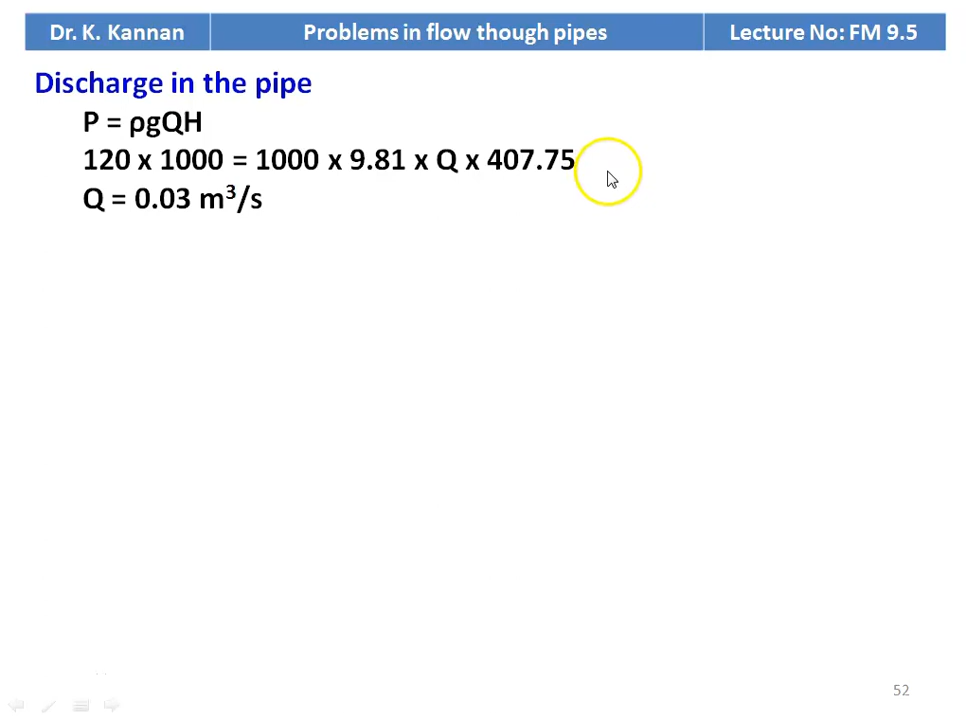 Dr. K. Kannan
Problems in flow though pipes
Lecture No: FM 9.5
Discharge in the pipe
P = ρgQH
120 x 1000 = 1000 x 9.81 x Q x 407.75
Q = 0.03 m³/s
52